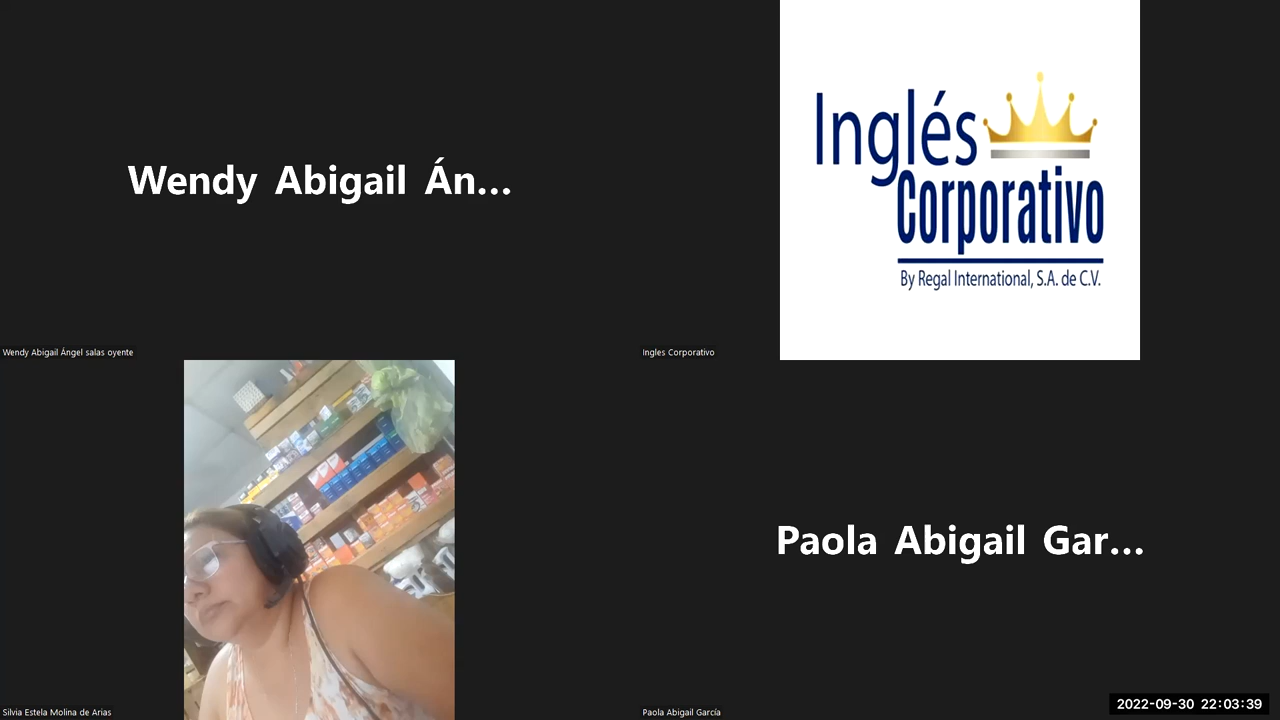 Wendy Abigail Án...
Inglés
Corporativo
By Regal International, S.A. de C.V.
Wendy Abigail Ángel salas oyente
Ingles Corporativo
Paola Abigail Gar...
Silvia Estela Molina de Arias
Paola Abigail García
2022-09-30 22:03:39